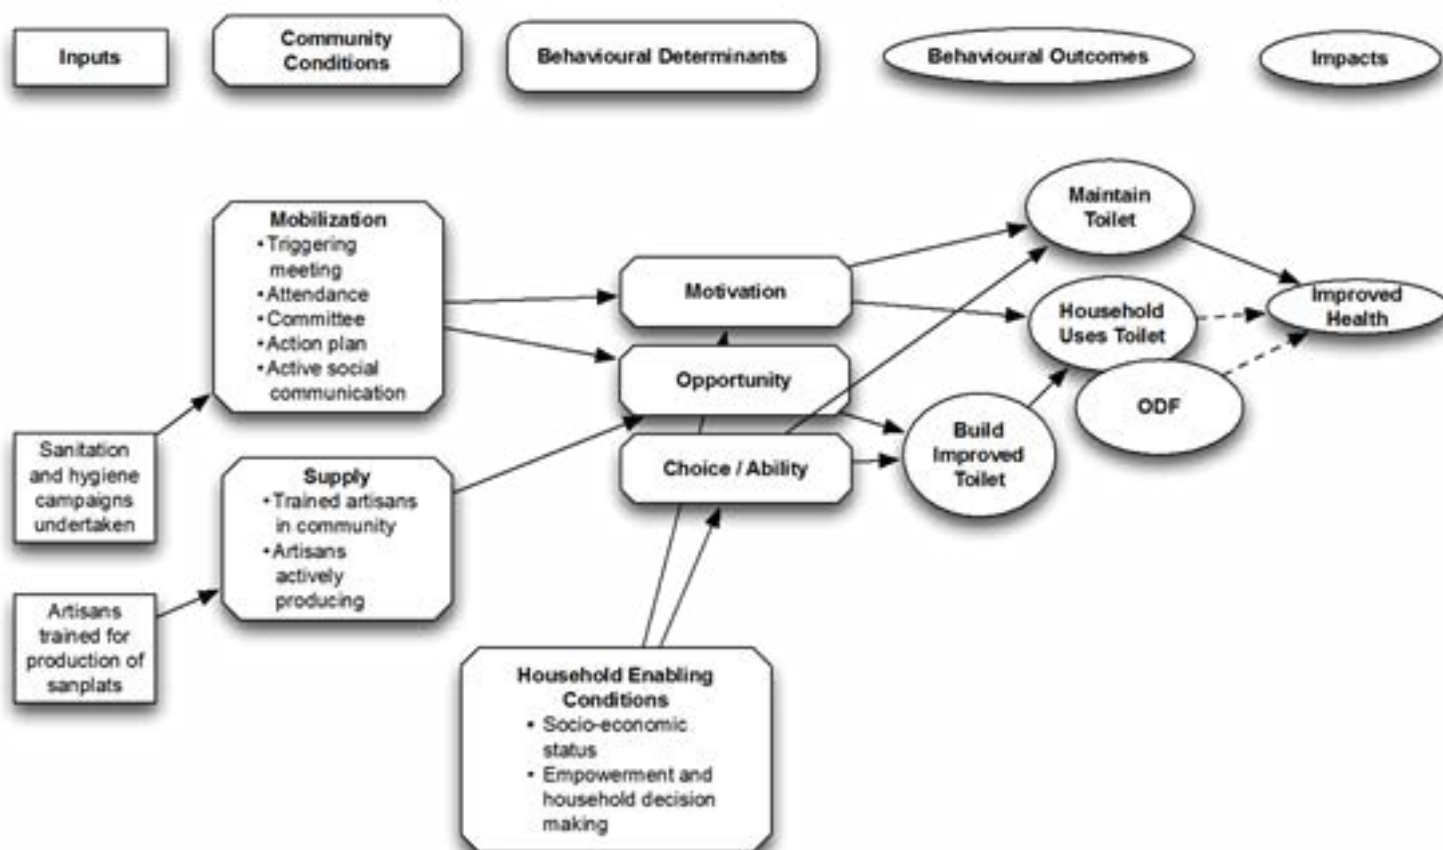 Inputs
Community
Conditions
Behavioural Determinants
Behavioural Outcomes
Impacts
Mobilization
•Triggering
meeting
•Attendance
•Committee
•Action plan
•Active social
communication
Sanitation
and hygiene
campaigns
undertaken
Supply
•Trained artisans
in community
•Artisans
actively
producing
Artisans
trained for
production of
sanplats
Household Enabling
Conditions
• Socio-economic
status
• Empowerment and
household decision
making
Motivation
Opportunity
Choice / Ability
Maintain
Toilet
Household
Uses Toilet
ODF
Build
Improved
Toilet
Improved
Health